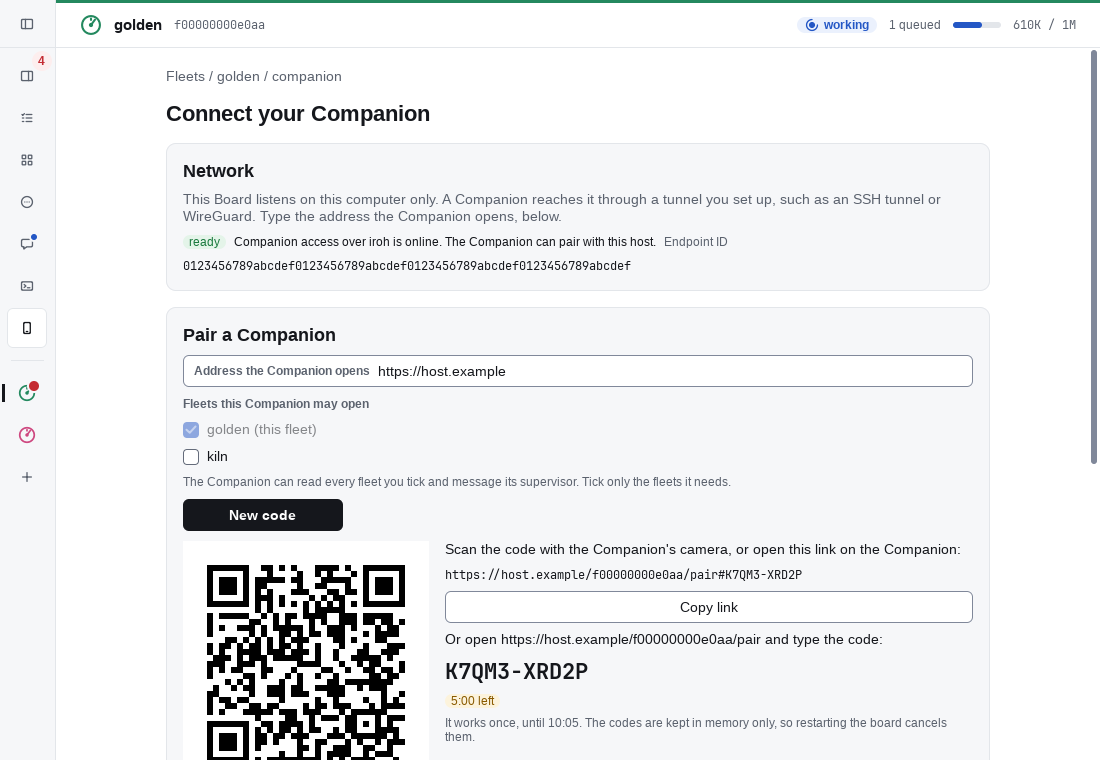 golden f00000000e0aa working 1 queued 610K / 1M
4
Fleets / golden / companion
Connect your Companion
Network
This Board listens on this computer only. A Companion reaches it through a tunnel you set up, such as an SSH tunnel or
WireGuard. Type the address the Companion opens, below.
ready Companion access over iroh is online. The Companion can pair with this host. Endpoint ID
0123456789abcdef0123456789abcdef0123456789abcdef0123456789abcdef
Pair a Companion
Address the Companion opens https://host.example
Fleets this Companion may open
golden (this fleet)
kiln
The Companion can read every fleet you tick and message its supervisor. Tick only the fleets it needs.
New code
Scan the code with the Companion's camera, or open this link on the Companion:
https://host.example/f00000000e0aa/pair#K7QM3-XRD2P
Copy link
Or open https://host.example/f00000000e0aa/pair and type the code:
K7QM3-XRD2P
5:00 left
It works once, until 10:05. The codes are kept in memory only, so restarting the board cancels
them.